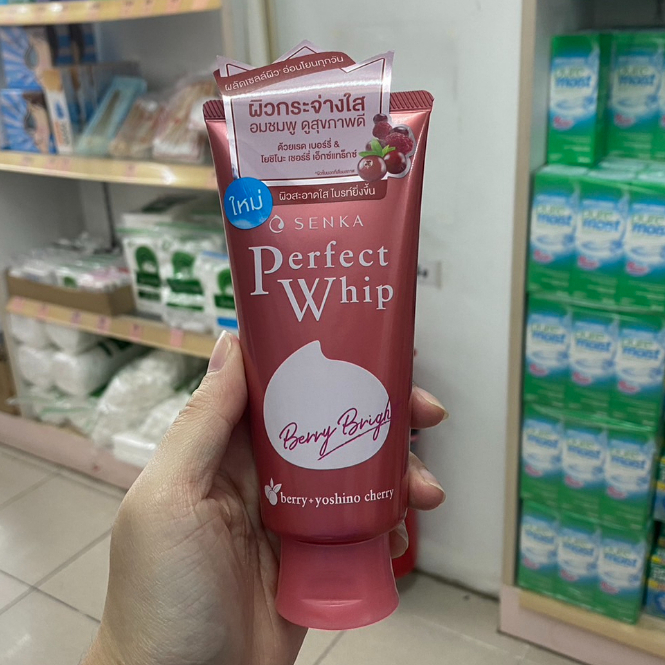 ผลัดเซลล์ผิว อ่อนโยนทุกวัน
ผิวกระจ่างใส
อมชมพู ดูสุขภาพดี
ด้วยเรด เบอร์รี่ &
โยชิโนะ เชอร์รี่ เอ็กซ์แทร็กซ์
ผิวสะอาดใส ไบรท์ยิ่งขึ้น
ใหม่
SENKA
Perfect
Whip
Berry Brigh
berry+yoshino cherry
pure
moist